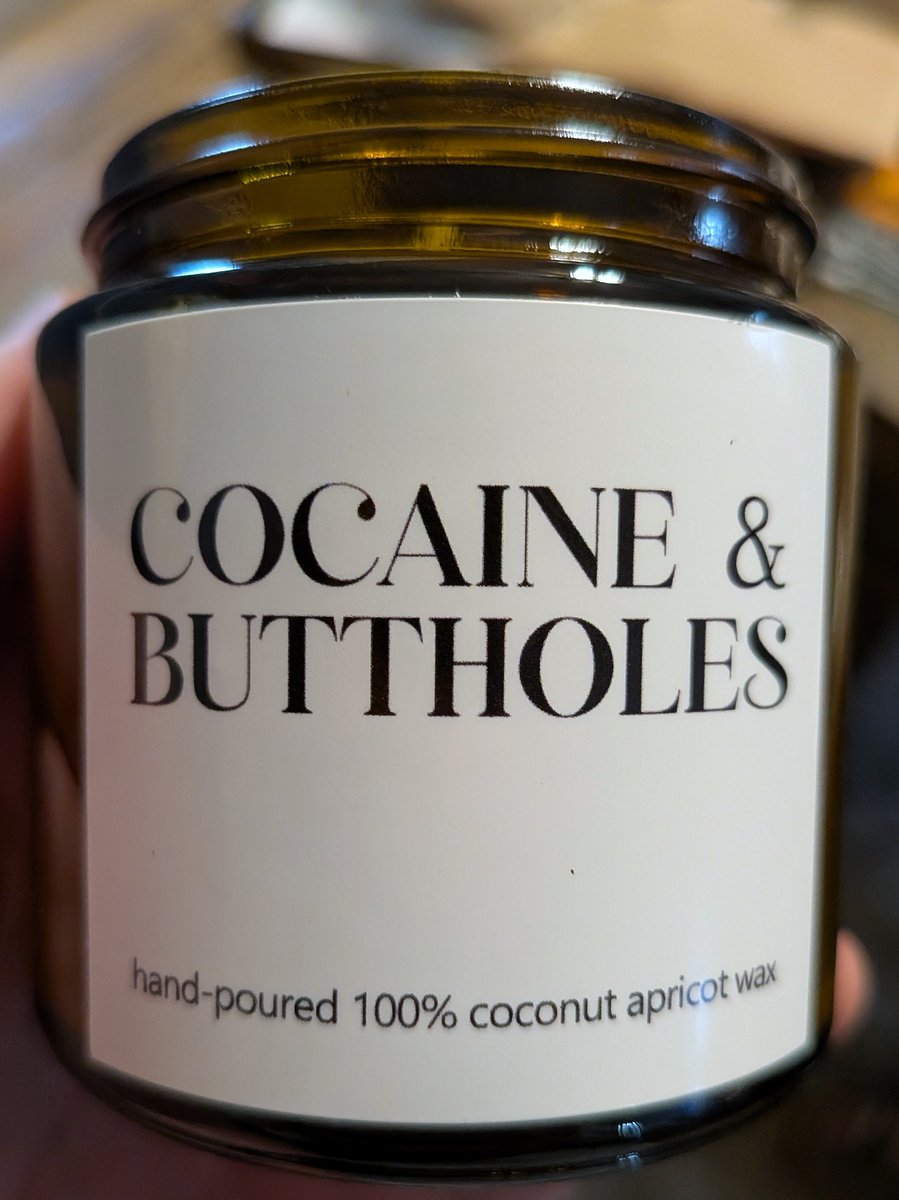 COCAINE &
BUTTHOLES
hand-poured 100% coconut apricot wax